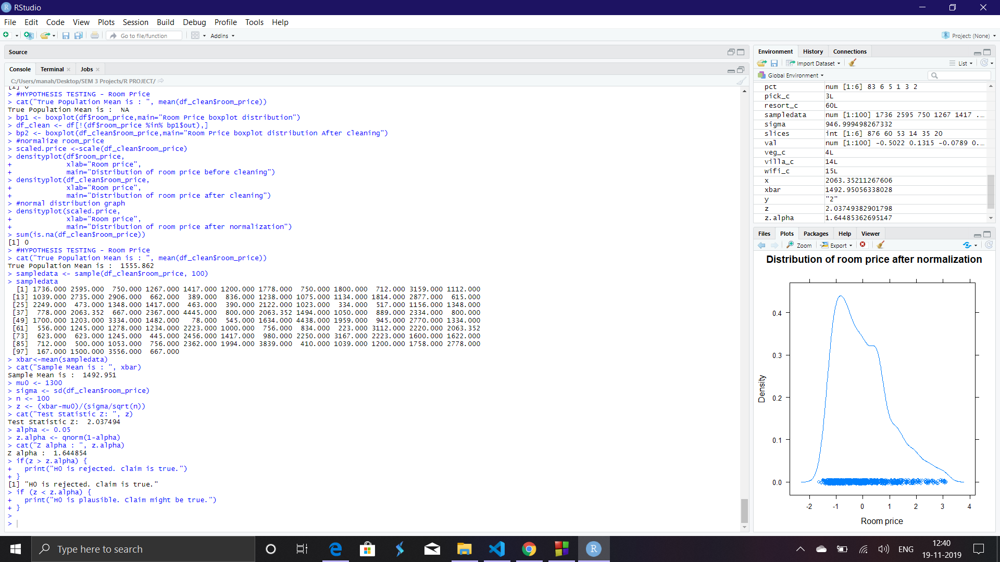 RStudio
File Edit Code View Plots Session Build Debug Profile Tools Help
Go to file/function Addins Project: (None)
Source
Console Terminal Jobs
C:/Users/manah/Desktop/SEM 3 Projects/R PROJECT/
[1] 0
> #HYPOTHESIS TESTING - Room Price
> cat("True Population Mean is : ", mean(df_clean$room_price))
True Population Mean is :  NA
> bp1 <- boxplot(df$room_price,main="Room Price boxplot distribution")
> df_clean <- df[!(df$room_price %in% bp1$out),]
> bp2 <- boxplot(df_clean$room_price,main="Room Price boxplot distribution After cleaning")
> #normalize room_price
> scaled.price <-scale(df_clean$room_price)
> densityplot(df$room_price,
+             xlab="Room price",
+             main="Distribution of room price before cleaning")
> densityplot(df_clean$room_price,
+             xlab="Room price",
+             main="Distribution of room price after cleaning")
> #normal distribution graph
> densityplot(scaled.price,
+             xlab="Room price",
+             main="Distribution of room price after normalization")
> sum(is.na(df_clean$room_price))
[1] 0
> #HYPOTHESIS TESTING - Room Price
> cat("True Population Mean is : ", mean(df_clean$room_price))
True Population Mean is :  1555.862
> sampledata <- sample(df_clean$room_price, 100)
> sampledata
[1] 1736.000 2595.000 750.000 1267.000 1417.000 1200.000 1778.000 750.000 1800.000 712.000 3159.000 1112.000
[13] 1039.000 2735.000 2906.000 662.000 389.000 836.000 1238.000 1075.000 1134.000 1814.000 2877.000 615.000
[25] 2249.000 473.000 1348.000 1417.000 463.000 390.000 2122.000 1023.000 334.000 517.000 1156.000 1348.000
[37] 778.000 2063.352 667.000 2367.000 4445.000 800.000 2063.352 1494.000 1050.000 889.000 2334.000 800.000
[49] 1700.000 1203.000 3334.000 1482.000 78.000 545.000 1634.000 4438.000 1959.000 945.000 2770.000 1334.000
[61] 556.000 1245.000 1278.000 1234.000 2223.000 1000.000 756.000 834.000 223.000 3112.000 2220.000 2063.352
[73] 623.000 623.000 1245.000 445.000 2456.000 1417.000 980.000 2250.000 3167.000 2223.000 1600.000 1622.000
[85] 712.000 500.000 1053.000 756.000 2362.000 1994.000 3839.000 410.000 1039.000 1200.000 1758.000 2778.000
[97] 167.000 1500.000 3556.000 667.000
> xbar<-mean(sampledata)
> cat("Sample Mean is : ", xbar)
Sample Mean is :  1492.951
> mu0 <- 1300
> sigma <- sd(df_clean$room_price)
> n <- 100
> z <- (xbar-mu0)/(sigma/sqrt(n))
> cat("Test Statistic Z: ", z)
Test Statistic Z:  2.037494
> alpha <- 0.05
> z.alpha <- qnorm(1-alpha)
> cat("Z alpha : ", z.alpha)
Z alpha :  1.644854
> if(z > z.alpha) {
+   print("H0 is rejected. claim is true.")
+ }
[1] "H0 is rejected. claim is true."
> if (z < z.alpha) {
+   print("H0 is plausible. Claim might be true.")
+ }
>
>
Environment History Connections
Import Dataset List
Global Environment
pct num [1:6] 83 6 5 1 3 2
pick_c 3L
resort_c 60L
sampledata num [1:100] 1736 2595 750 1267 1417 ...
sigma 946.999498267332
slices int [1:6] 876 60 53 14 35 20
val num [1:100] -0.5022 0.1315 -0.0789 0...
veg_c 4L
villa_c 14L
wifi_c 15L
x 2063.35211267606
xbar 1492.95056338028
y "2"
z 2.03749382901798
z.alpha 1.64485362695147
Files Plots Packages Help Viewer
Zoom Export
Distribution of room price after normalization
Density
0.4
0.3
0.2
0.1
0.0
-2 -1 0 1 2 3 4
Room price
Type here to search
ENG
12:40
19-11-2019